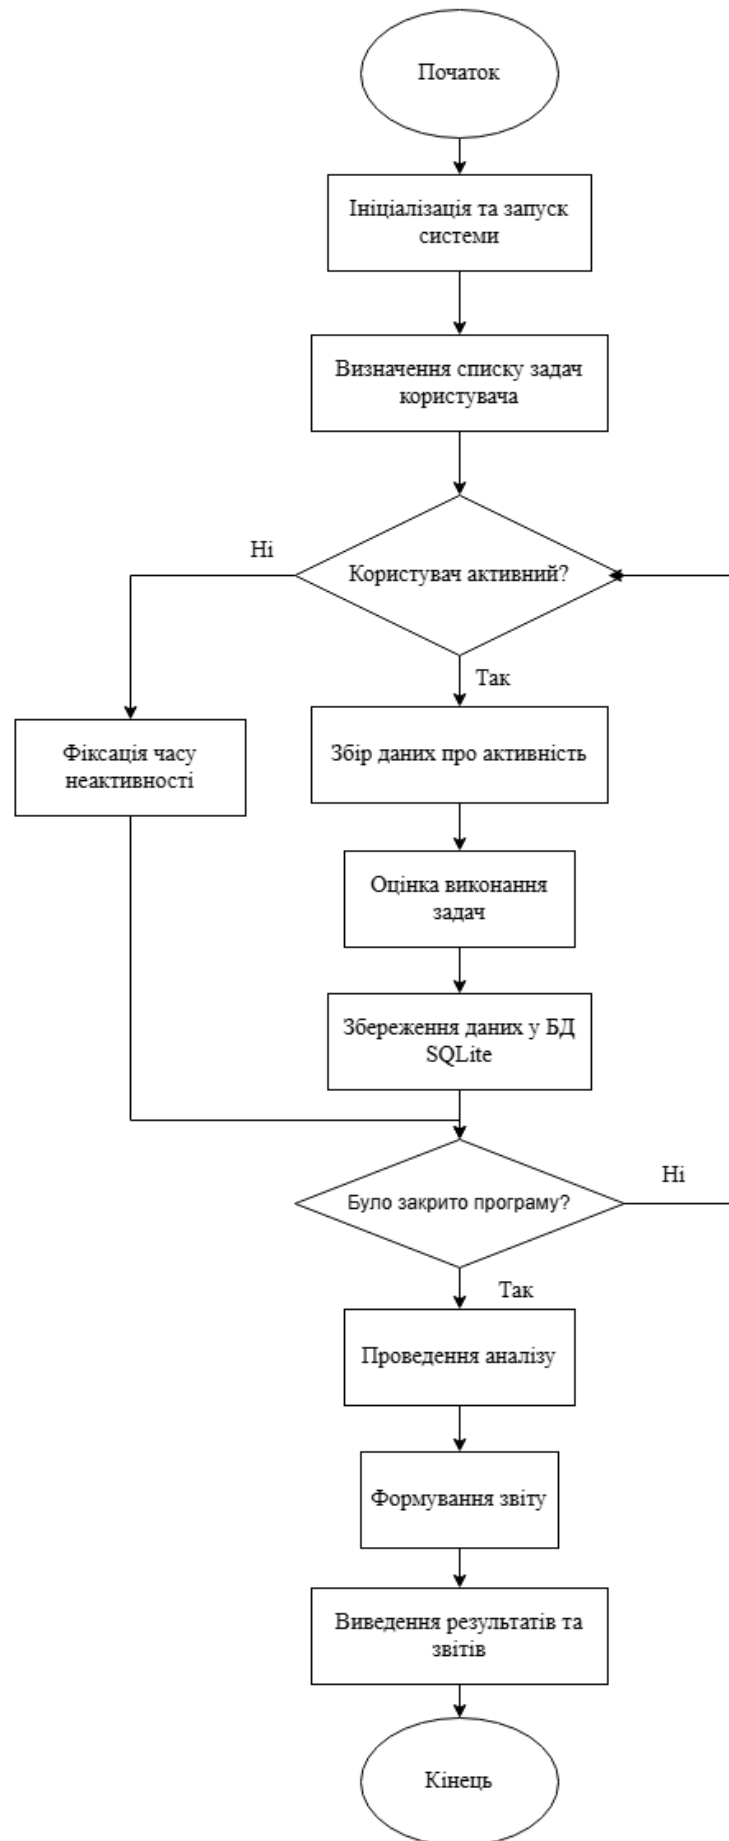 Початок
Ініціалізація та запуск
системи
Визначення списку задач
користувача
Ні
Користувач активний?
Так
Фіксація часу
неактивності
Збір даних про активність
Оцінка виконання
задач
Збереження даних у БД
SQLite
Ні
Було закрито програму?
Так
Проведення аналізу
Формування звіту
Виведення результатів та
звітів
Кінець